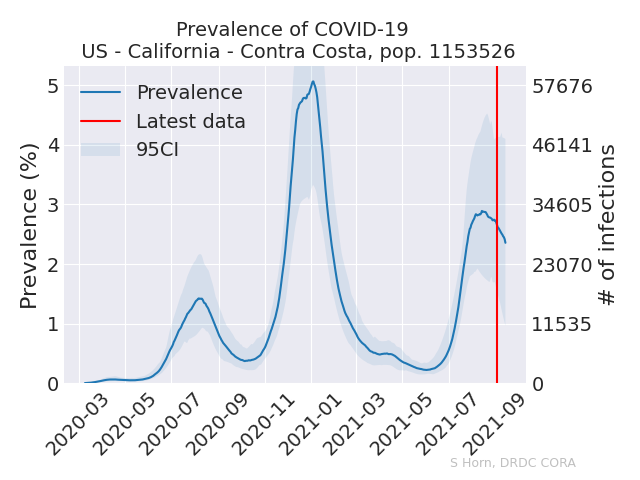 Prevalence of COVID-19
US - California - Contra Costa, pop. 1153526
Prevalence
Latest data
95CI
Prevalence (%)
5
4
3
2
1
0
57676
46141
34605
23070
11535
0
# of infections
2020-03
2020-05
2020-07
2020-09
2020-11
2021-01
2021-03
2021-05
2021-07
2021-09
S Horn, DRDC CORA